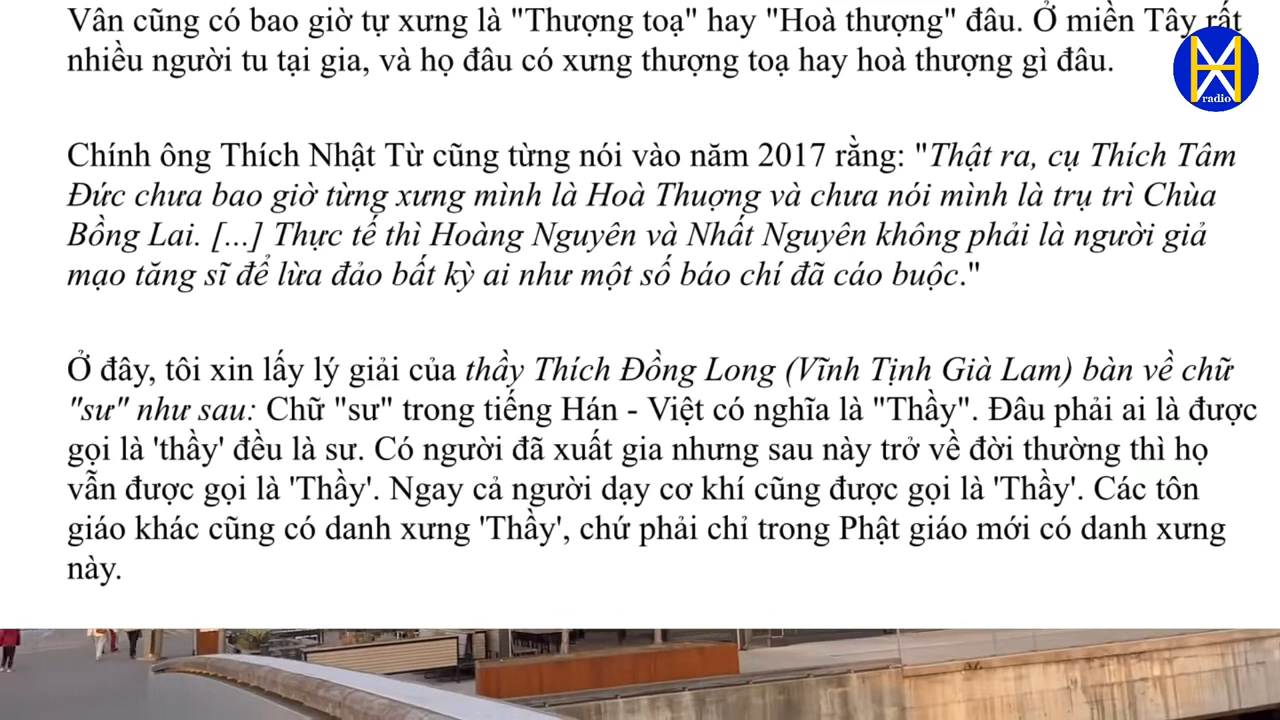 Vân cũng có bao giờ tự xưng là "Thượng toạ" hay "Hoà thượng" đâu. Ở miền Tây rất
nhiều người tu tại gia, và họ đâu có xưng thượng toạ hay hoà thượng gì đâu.
HXH
radio
Chính ông Thích Nhật Từ cũng từng nói vào năm 2017 rằng: "Thật ra, cụ Thích Tâm
Đức chưa bao giờ từng xưng mình là Hoà Thuợng và chưa nói mình là trụ trì Chùa
Bồng Lai. [...] Thực tế thì Hoàng Nguyên và Nhất Nguyên không phải là người giả
mạo tăng sĩ để lừa đảo bất kỳ ai như một số báo chí đã cáo buộc."
Ở đây, tôi xin lấy lý giải của thầy Thích Đồng Long (Vĩnh Tịnh Già Lam) bàn về chữ
"sư" như sau: Chữ "sư" trong tiếng Hán - Việt có nghĩa là "Thầy". Đâu phải ai là được
gọi là 'thầy' đều là sư. Có người đã xuất gia nhưng sau này trở về đời thường thì họ
vẫn được gọi là 'Thầy'. Ngay cả người dạy cơ khí cũng được gọi là 'Thầy'. Các tôn
giáo khác cũng có danh xưng 'Thầy', chứ phải chỉ trong Phật giáo mới có danh xưng
này.